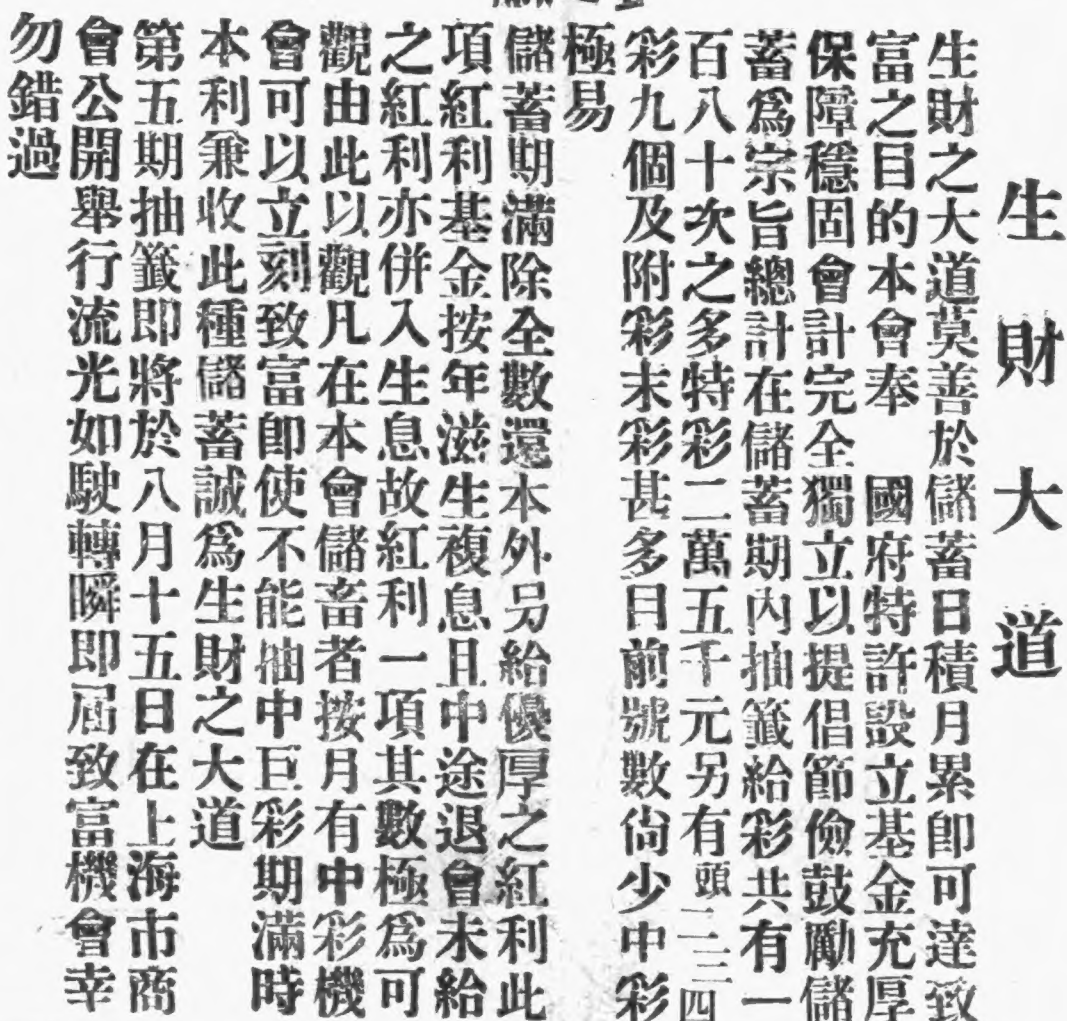 生財大道
生財之大道莫善於儲蓄日積月累卽可達致
富之目的本會奉 國府特許設立基金充厚
保障穩固會計完全獨立以提倡節儉鼓勵儲
蓄爲宗旨總計在儲蓄期內抽籤給彩共有一
百八十次之多特彩二萬五千元另有頭二三四
彩九個及附彩末彩甚多目前號數尙少中彩
極易
儲蓄期滿除全數還本外另給優厚之紅利此
項紅利基金按年滋生複息且中途退會未給
之紅利亦併入生息故紅利一項其數極爲可
觀由此以觀凡在本會儲畜者按月有中彩機
會可以立刻致富卽使不能抽中巨彩期滿時
本利兼收此種儲蓄誠爲生財之大道
第五期抽籤即將於八月十五日在上海市商
會公開舉行流光如駛轉瞬即屆致富機會幸
勿錯過